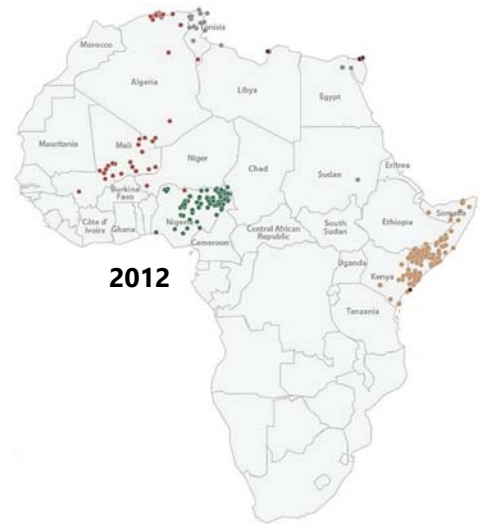 Morocco
Tunisia
Algeria
Libya
Egypt
Mauritania
Mali
Niger
Chad
Sudan
Eritrea
Burkina
Faso
Nigeria
Côte d'
Ivoire
Ghana
Cameroon
Central African
Republic
South
Sudan
Ethiopia
Somalia
Uganda
Kenya
Tanzania
2012